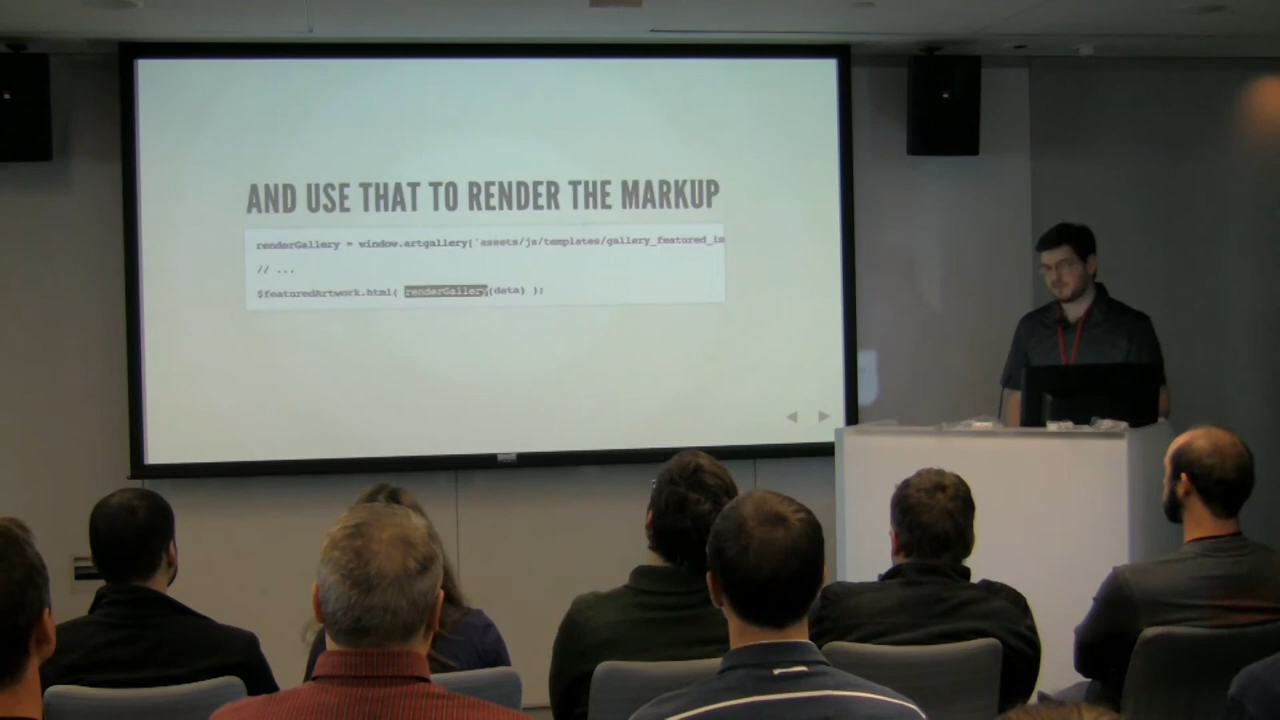 AND USE THAT TO RENDER THE MARKUP
renderGallery = window.artgallery['assets/js/templates/gallery_featured_im
// ...
$featuredArtwork.html( renderGallery(data) );